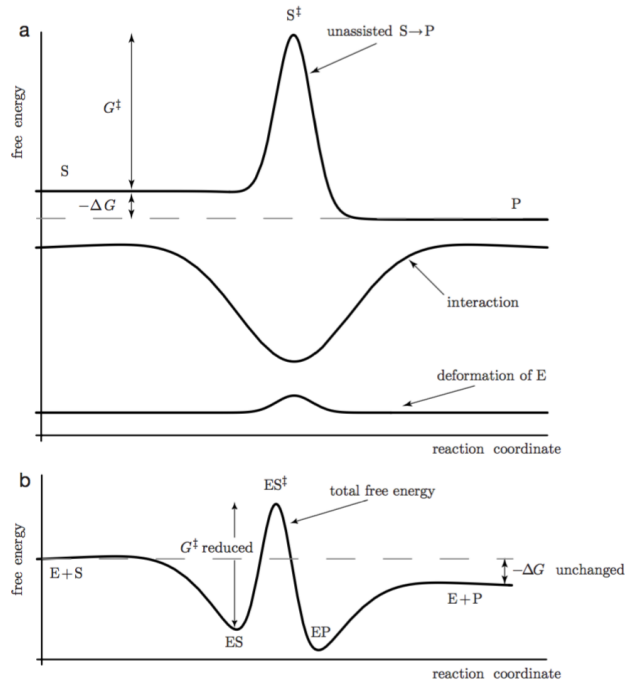 a
S‡
unassisted S→P
free energy
G‡
S
−ΔG
P
interaction
deformation of E
reaction coordinate
b
ES‡
total free energy
free energy
G‡ reduced
E+S
−ΔG unchanged
E+P
ES
EP
reaction coordinate